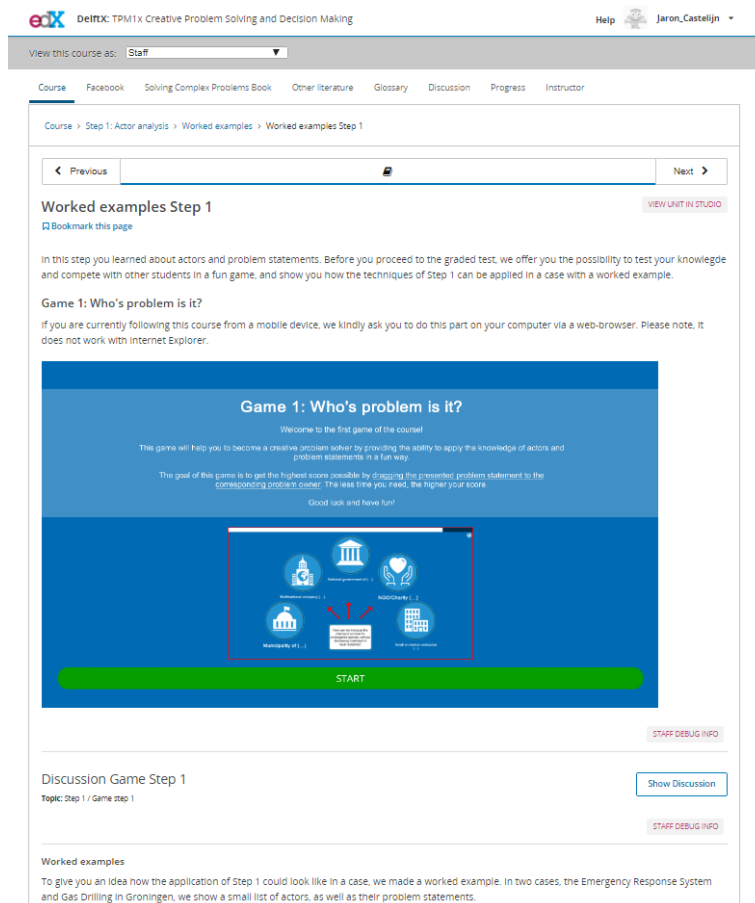 edX DelftX: TPM1x Creative Problem Solving and Decision Making Help Jaron_Castelijn
View this course as: Staff
Course Facebook Solving Complex Problems Book Other literature Glossary Discussion Progress Instructor
Course > Step 1: Actor analysis > Worked examples > Worked examples Step 1
Previous Next
Worked examples Step 1 VIEW UNIT IN STUDIO
Bookmark this page
In this step you learned about actors and problem statements. Before you proceed to the graded test, we offer you the possibility to test your knowlegde
and compete with other students in a fun game, and show you how the techniques of Step 1 can be applied in a case with a worked example.
Game 1: Who's problem is it?
If you are currently following this course from a mobile device, we kindly ask you to do this part on your computer via a web-browser. Please note, it
does not work with Internet Explorer.
Game 1: Who's problem is it?
Welcome to the first game of the course!
This game will help you to become a creative problem solver by providing the ability to apply the knowledge of actors and
problem statements in a fun way.
The goal of this game is to get the highest score possible by dragging the presented problem statement to the
corresponding problem owner. The less time you need, the higher your score.
Good luck and have fun!
National government of (...)
Multinational company (...)
NGO/Charity (...)
Municipality of (...)
START
STAFF DEBUG INFO
Discussion Game Step 1 Show Discussion
Topic: Step 1 / Game step 1
STAFF DEBUG INFO
Worked examples
To give you an idea how the application of Step 1 could look like in a case, we made a worked example. In two cases, the Emergency Response System
and Gas Drilling in Groningen, we show a small list of actors, as well as their problem statements.